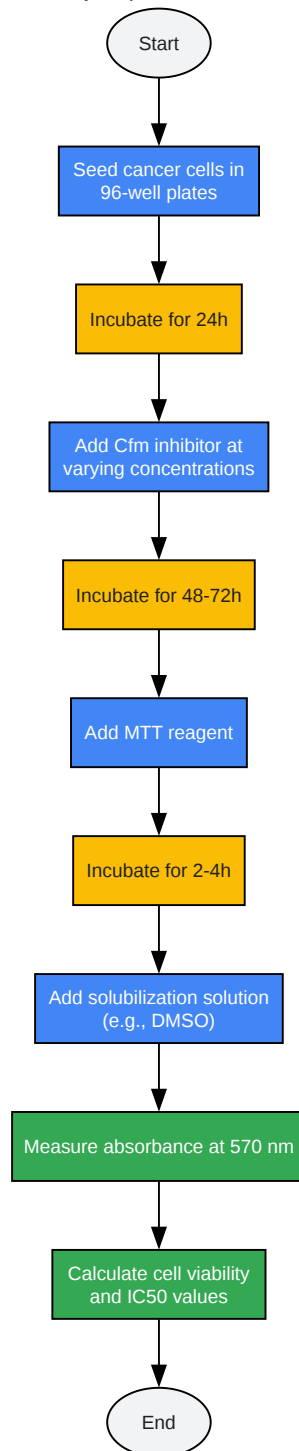 Start
Seed cancer cells in
96-well plates
Incubate for 24h
Add Cfm inhibitor at
varying concentrations
Incubate for 48-72h
Add MTT reagent
Incubate for 2-4h
Add solubilization solution
(e.g., DMSO)
Measure absorbance at 570 nm
Calculate cell viability
and IC50 values
End